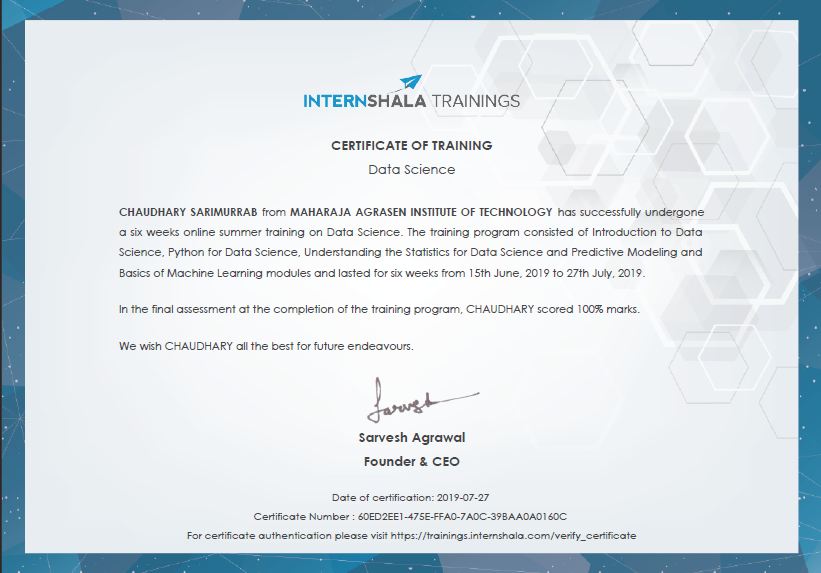 INTERNSHALA TRAININGS
CERTIFICATE OF TRAINING
Data Science
CHAUDHARY SARIMURRAB from MAHARAJA AGRASEN INSTITUTE OF TECHNOLOGY has successfully undergone
a six weeks online summer training on Data Science. The training program consisted of Introduction to Data
Science, Python for Data Science, Understanding the Statistics for Data Science and Predictive Modeling and
Basics of Machine Learning modules and lasted for six weeks from 15th June, 2019 to 27th July, 2019.
In the final assessment at the completion of the training program, CHAUDHARY scored 100% marks.
We wish CHAUDHARY all the best for future endeavours.
Sarvesh
Sarvesh Agrawal
Founder & CEO
Date of certification: 2019-07-27
Certificate Number : 60ED2EE1-475E-FFA0-7A0C-39BAA0A0160C
For certificate authentication please visit https://trainings.internshala.com/verify_certificate